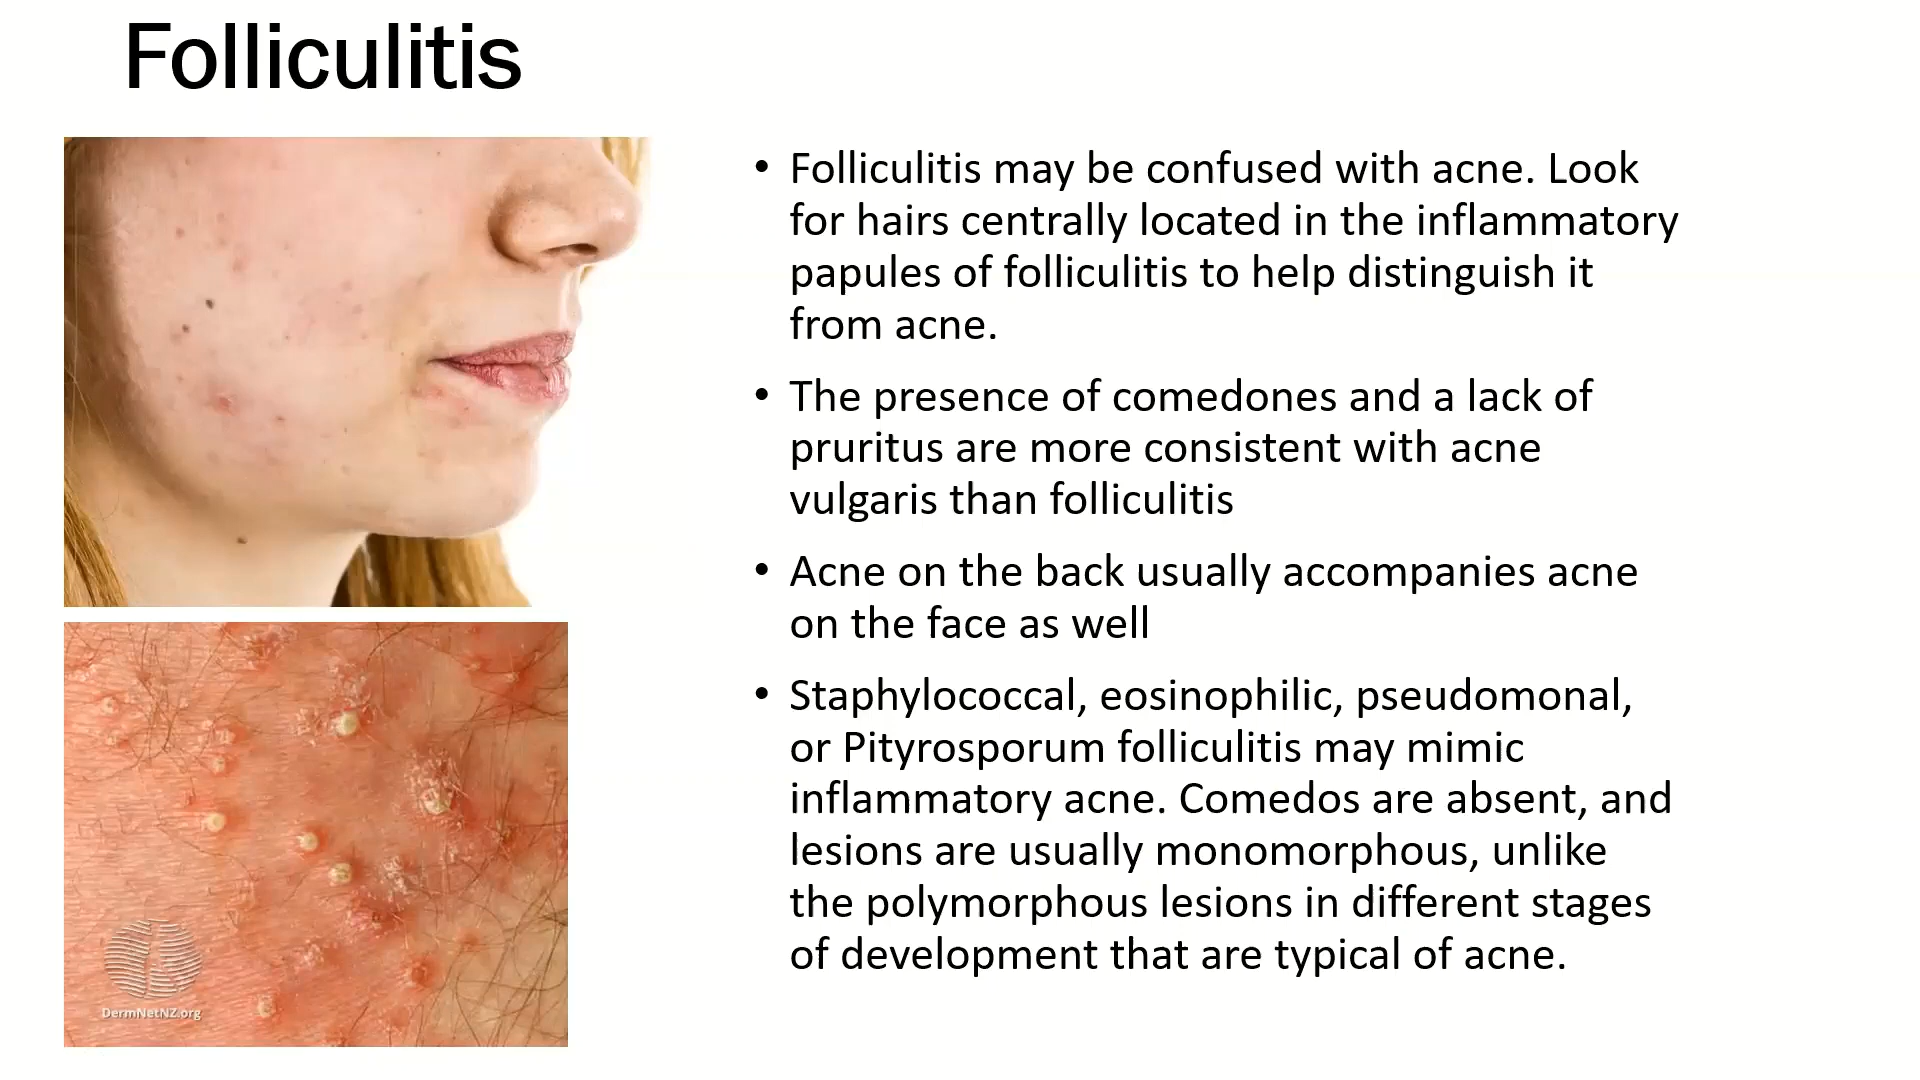 Folliculitis
• Folliculitis may be confused with acne. Look
for hairs centrally located in the inflammatory
papules of folliculitis to help distinguish it
from acne.
• The presence of comedones and a lack of
pruritus are more consistent with acne
vulgaris than folliculitis
• Acne on the back usually accompanies acne
on the face as well
• Staphylococcal, eosinophilic, pseudomonal,
or Pityrosporum folliculitis may mimic
inflammatory acne. Comedos are absent, and
lesions are usually monomorphous, unlike
the polymorphous lesions in different stages
of development that are typical of acne.
DermNetNZ.org